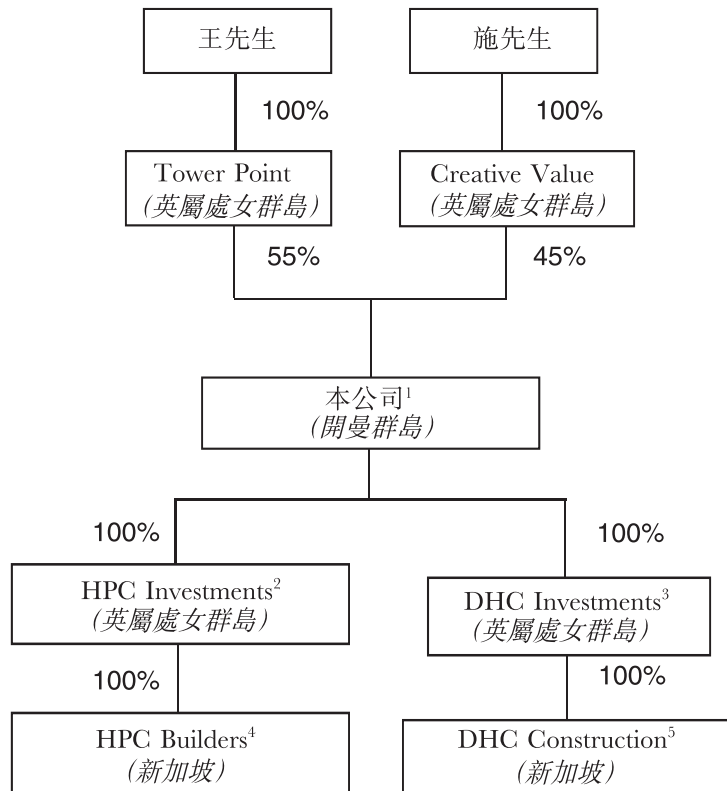 王先生
施先生
100%
100%
Tower Point
(英屬處女群島)
Creative Value
(英屬處女群島)
55%
45%
本公司1
(開曼群島)
100%
100%
HPC Investments2
(英屬處女群島)
DHC Investments3
(英屬處女群島)
100%
100%
HPC Builders4
(新加坡)
DHC Construction5
(新加坡)